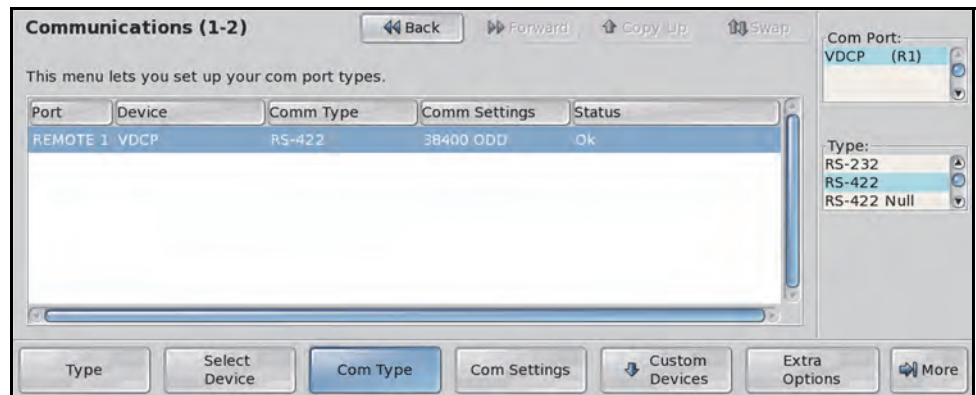 Communications (1-2)
Back
Forward
Copy Up
Swap
This menu lets you set up your com port types.
Port Device Comm Type Comm Settings Status
REMOTE 1 VDCP RS-422 38400 ODD Ok
Com Port:
VDCP (R1)
Type:
RS-232
RS-422
RS-422 Null
Type
Select
Device
Com Type
Com Settings
Custom
Devices
Extra
Options
More